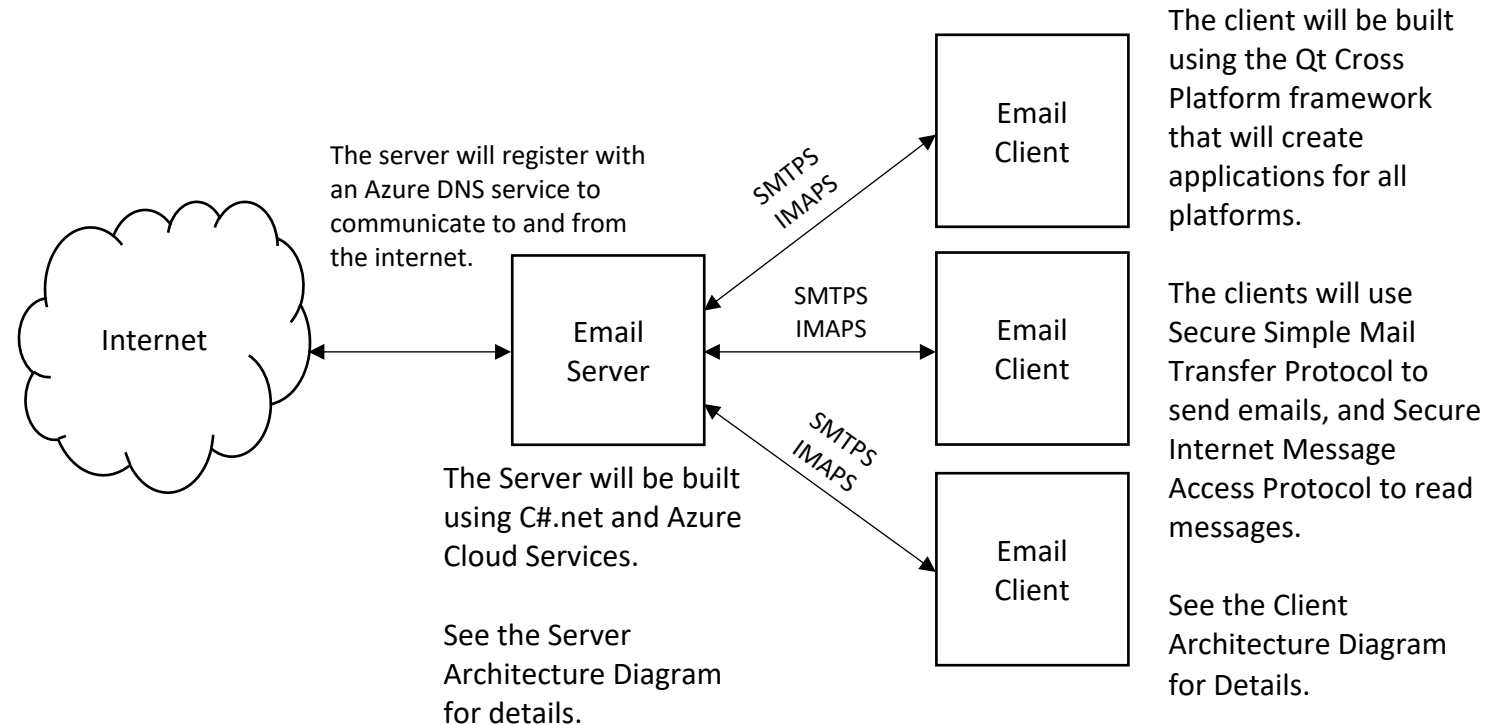 Internet
The server will register with
an Azure DNS service to
communicate to and from
the internet.
Email
Server
The Server will be built
using C#.net and Azure
Cloud Services.
See the Server
Architecture Diagram
for details.
SMTPS
IMAPS
SMTPS
IMAPS
SMTPS
IMAPS
Email
Client
Email
Client
Email
Client
The client will be built
using the Qt Cross
Platform framework
that will create
applications for all
platforms.
The clients will use
Secure Simple Mail
Transfer Protocol to
send emails, and Secure
Internet Message
Access Protocol to read
messages.
See the Client
Architecture Diagram
for Details.